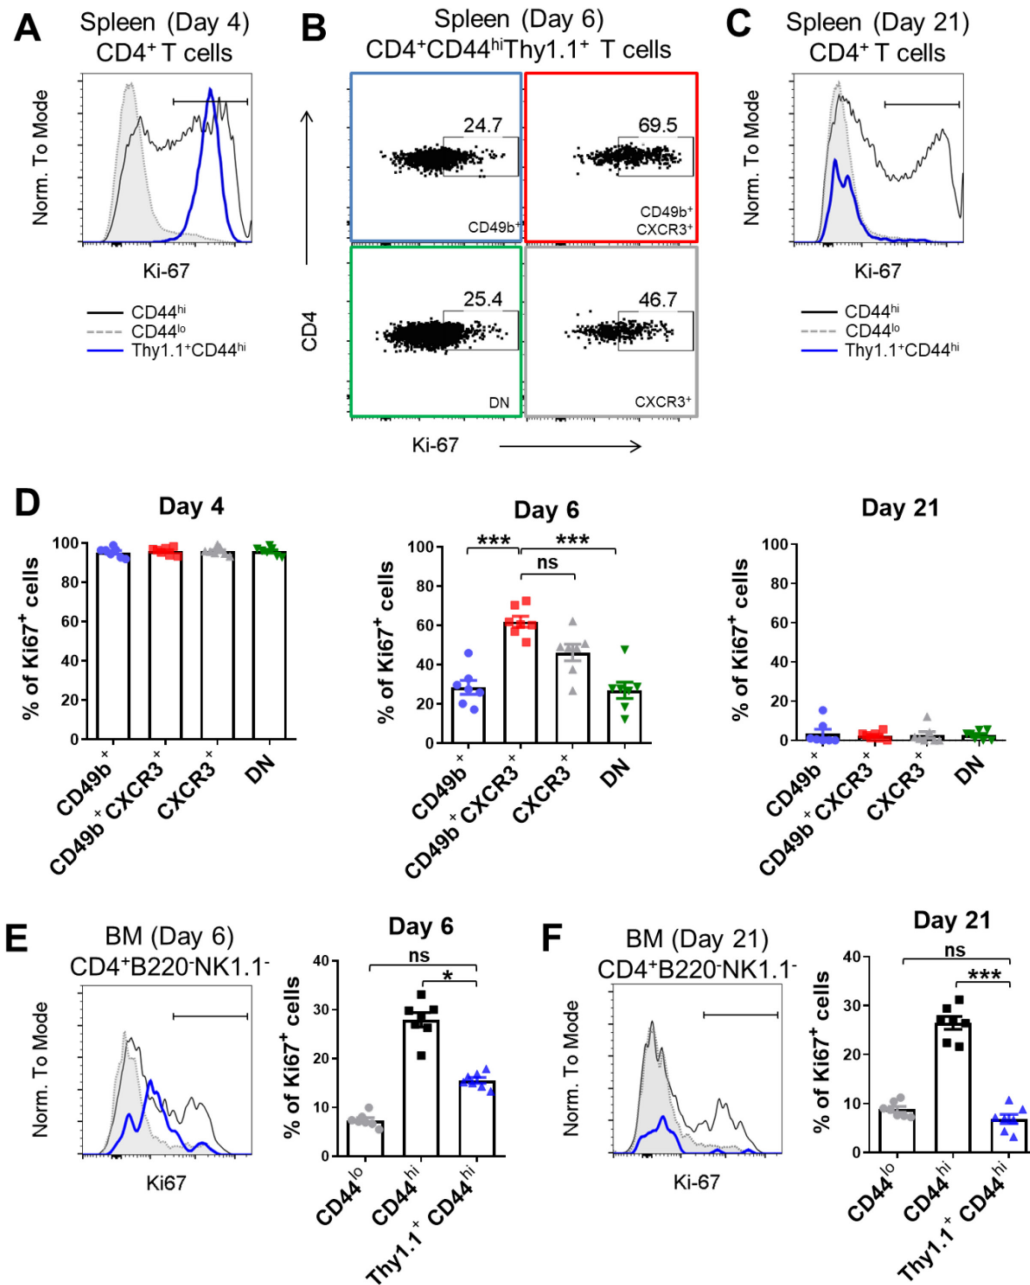 A
Spleen (Day 4)
CD4⁺ T cells
Norm. To Mode
Ki-67
CD44ʰⁱ
CD44ˡᵒ
Thy1.1⁺CD44ʰⁱ
B
Spleen (Day 6)
CD4⁺CD44ʰⁱThy1.1⁺ T cells
24.7
CD49b⁺
69.5
CD49b⁺
CXCR3⁺
25.4
DN
46.7
CXCR3⁺
CD4
Ki-67
C
Spleen (Day 21)
CD4⁺ T cells
Norm. To Mode
Ki-67
CD44ʰⁱ
CD44ˡᵒ
Thy1.1⁺CD44ʰⁱ
D
Day 4
% of Ki67⁺ cells
100
80
60
40
20
0
CD49b⁺
CD49b⁺CXCR3⁺
CXCR3⁺
DN
Day 6
% of Ki67⁺ cells
100
80
60
40
20
0
***
***
ns
CD49b⁺
CD49b⁺CXCR3⁺
CXCR3⁺
DN
Day 21
% of Ki67⁺ cells
100
80
60
40
20
0
CD49b⁺
CD49b⁺CXCR3⁺
CXCR3⁺
DN
E
BM (Day 6)
CD4⁺B220⁻NK1.1⁻
Norm. To Mode
Ki67
Day 6
% of Ki67⁺ cells
40
30
20
10
0
ns
*
CD44ˡᵒ
CD44ʰⁱ
Thy1.1⁺ CD44ʰⁱ
F
BM (Day 21)
CD4⁺B220⁻NK1.1⁻
Norm. To Mode
Ki-67
Day 21
% of Ki67⁺ cells
40
30
20
10
0
ns
***
CD44ˡᵒ
CD44ʰⁱ
Thy1.1⁺ CD44ʰⁱ